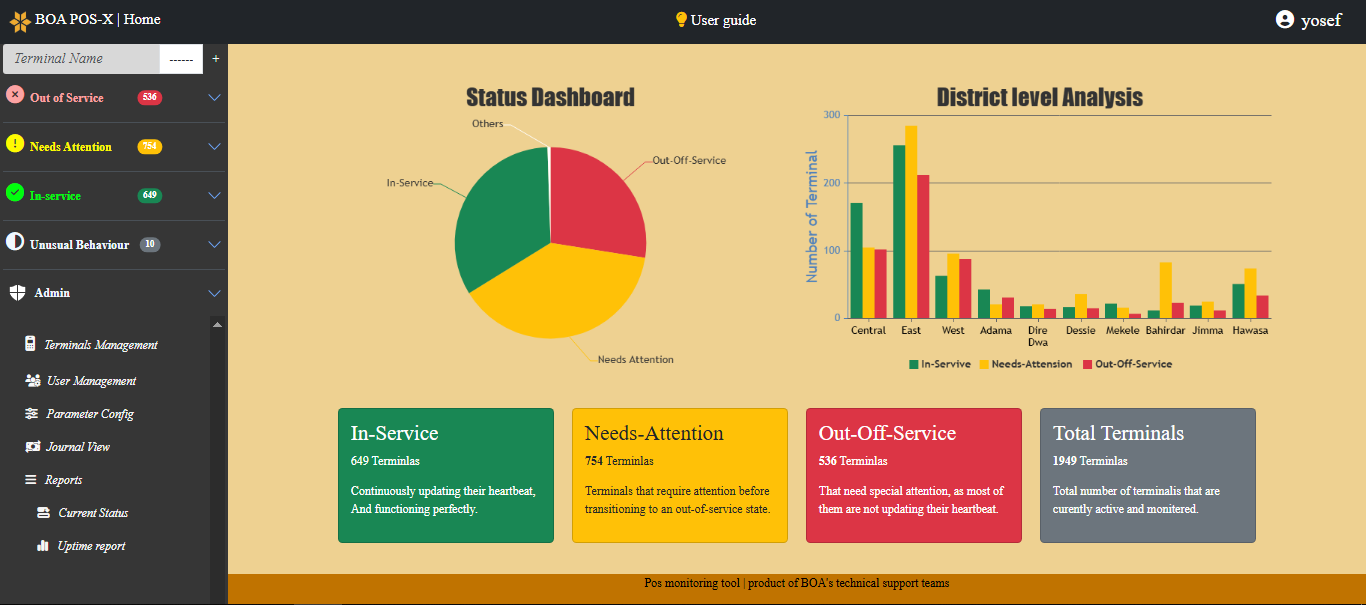 BOA POS-X | Home
User guide
yosef
Terminal Name
------
+
Out of Service
536
Needs Attention
754
In-service
649
Unusual Behaviour
10
Admin
Terminals Management
User Management
Parameter Config
Journal View
Reports
Current Status
Uptime report
Status Dashboard
Others
Out-Off-Service
In-Service
Needs Attention
District level Analysis
Number of Terminal
300
200
100
0
Central
East
West
Adama
Dire
Dwa
Dessie
Mekele
Bahirdar
Jimma
Hawasa
In-Servive
Needs-Attension
Out-Off-Service
In-Service
649 Terminlas
Continuously updating their heartbeat,
And functioning perfectly.
Needs-Attention
754 Terminlas
Terminals that require attention before
transitioning to an out-of-service state.
Out-Off-Service
536 Terminlas
That need special attention, as most of
them are not updating their heartbeat.
Total Terminals
1949 Terminlas
Total number of terminalis that are
curently active and monitered.
Pos monitoring tool | product of BOA's technical support teams